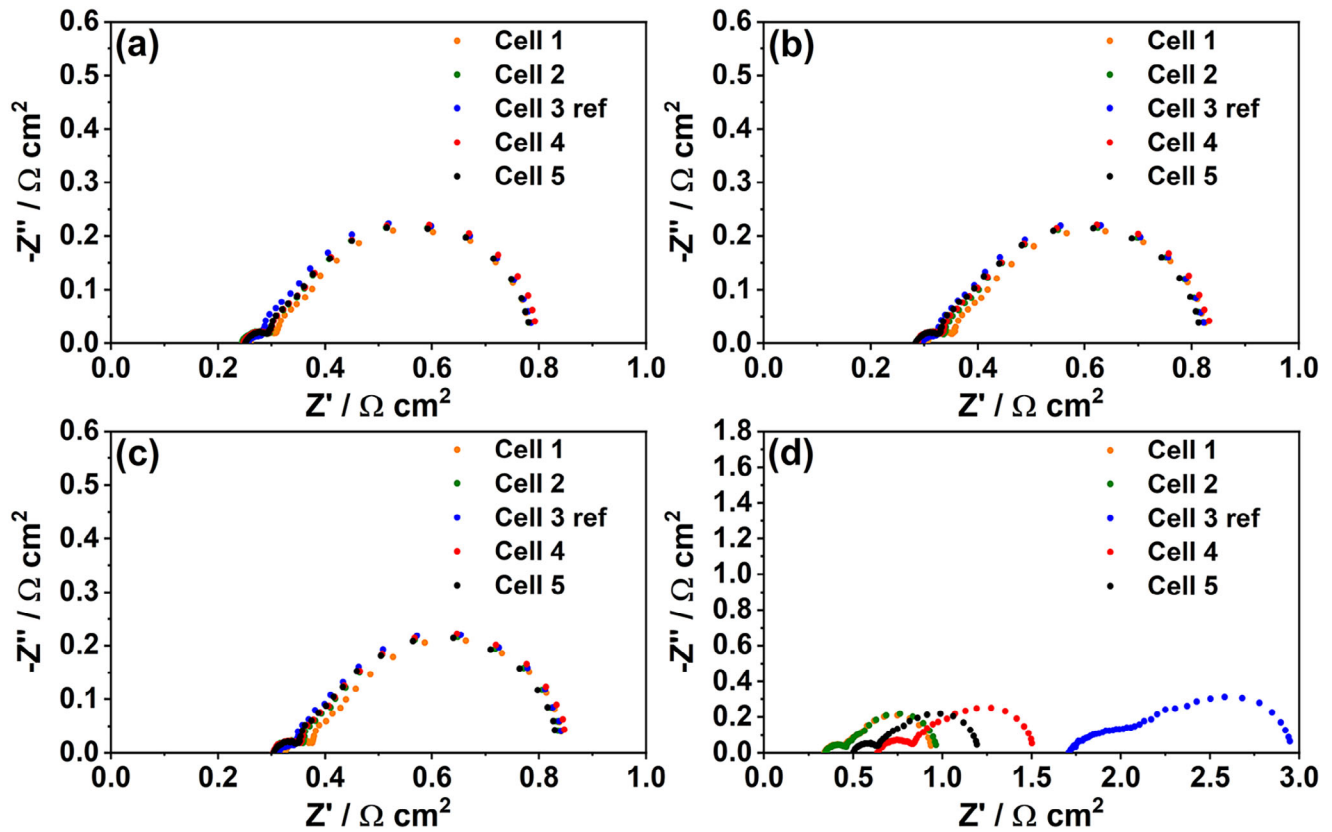 (a)
Cell 1
Cell 2
Cell 3 ref
Cell 4
Cell 5
0.6
0.5
0.4
0.3
0.2
0.1
0.0
-Z'' / Ω cm²
0.0 0.2 0.4 0.6 0.8 1.0
Z' / Ω cm²
(b)
Cell 1
Cell 2
Cell 3 ref
Cell 4
Cell 5
0.6
0.5
0.4
0.3
0.2
0.1
0.0
-Z'' / Ω cm²
0.0 0.2 0.4 0.6 0.8 1.0
Z' / Ω cm²
(c)
Cell 1
Cell 2
Cell 3 ref
Cell 4
Cell 5
0.6
0.5
0.4
0.3
0.2
0.1
0.0
-Z'' / Ω cm²
0.0 0.2 0.4 0.6 0.8 1.0
Z' / Ω cm²
(d)
Cell 1
Cell 2
Cell 3 ref
Cell 4
Cell 5
1.8
1.6
1.4
1.2
1.0
0.8
0.6
0.4
0.2
0.0
-Z'' / Ω cm²
0.0 0.5 1.0 1.5 2.0 2.5 3.0
Z' / Ω cm²